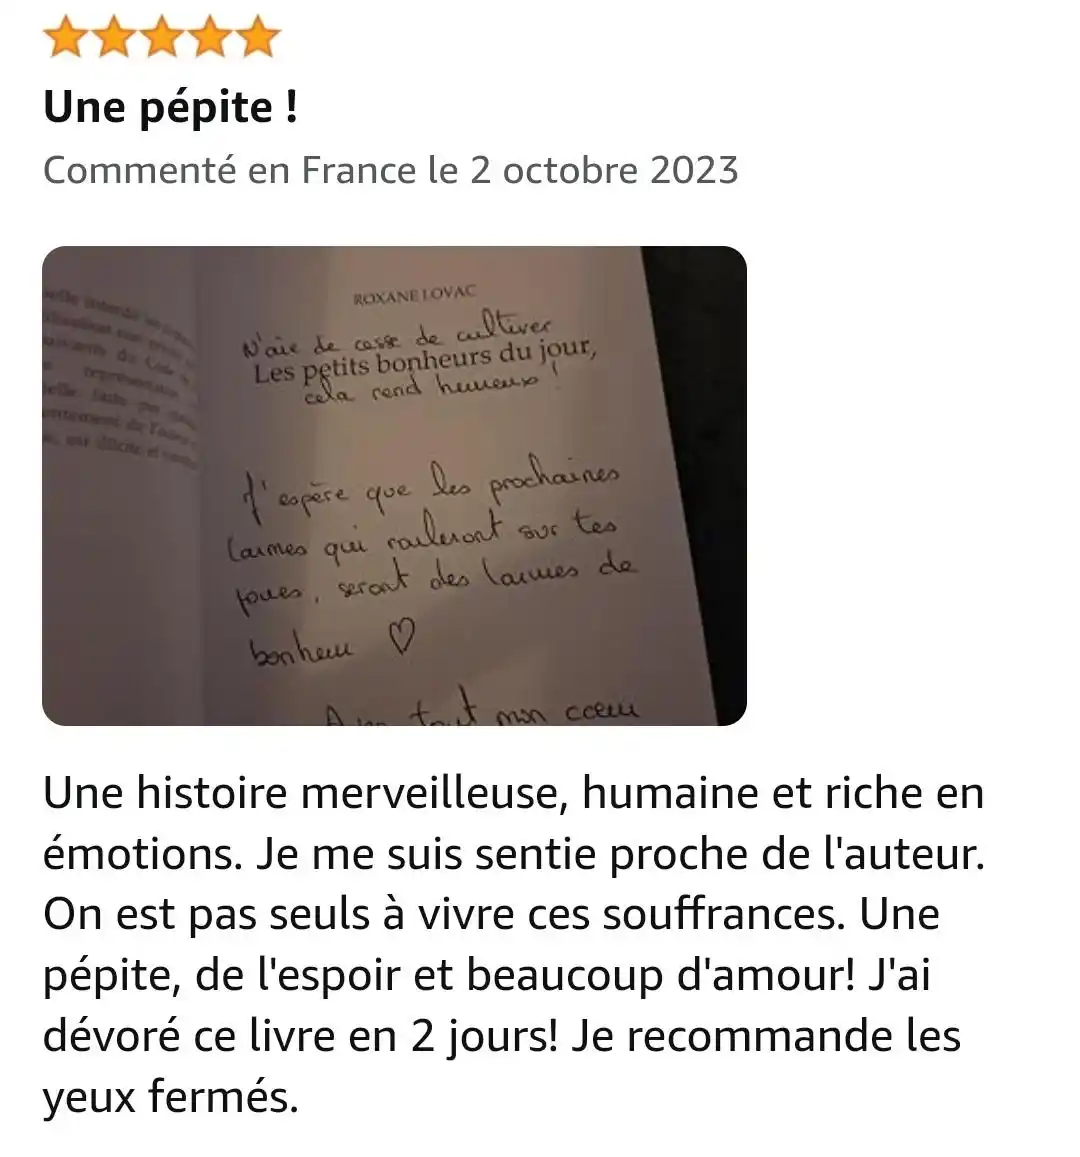 Une pépite !
Commenté en France le 2 octobre 2023
ROXANE LOVAC
N'aie de cesse de cultiver
Les petits bonheurs du jour,
cela rend heureux !
J'espère que les prochaines
larmes qui rouleront sur tes
joues, seront des larmes de
bonheur ♡
tout mon coeur
Une histoire merveilleuse, humaine et riche en
émotions. Je me suis sentie proche de l'auteur.
On est pas seuls à vivre ces souffrances. Une
pépite, de l'espoir et beaucoup d'amour! J'ai
dévoré ce livre en 2 jours! Je recommande les
yeux fermés.